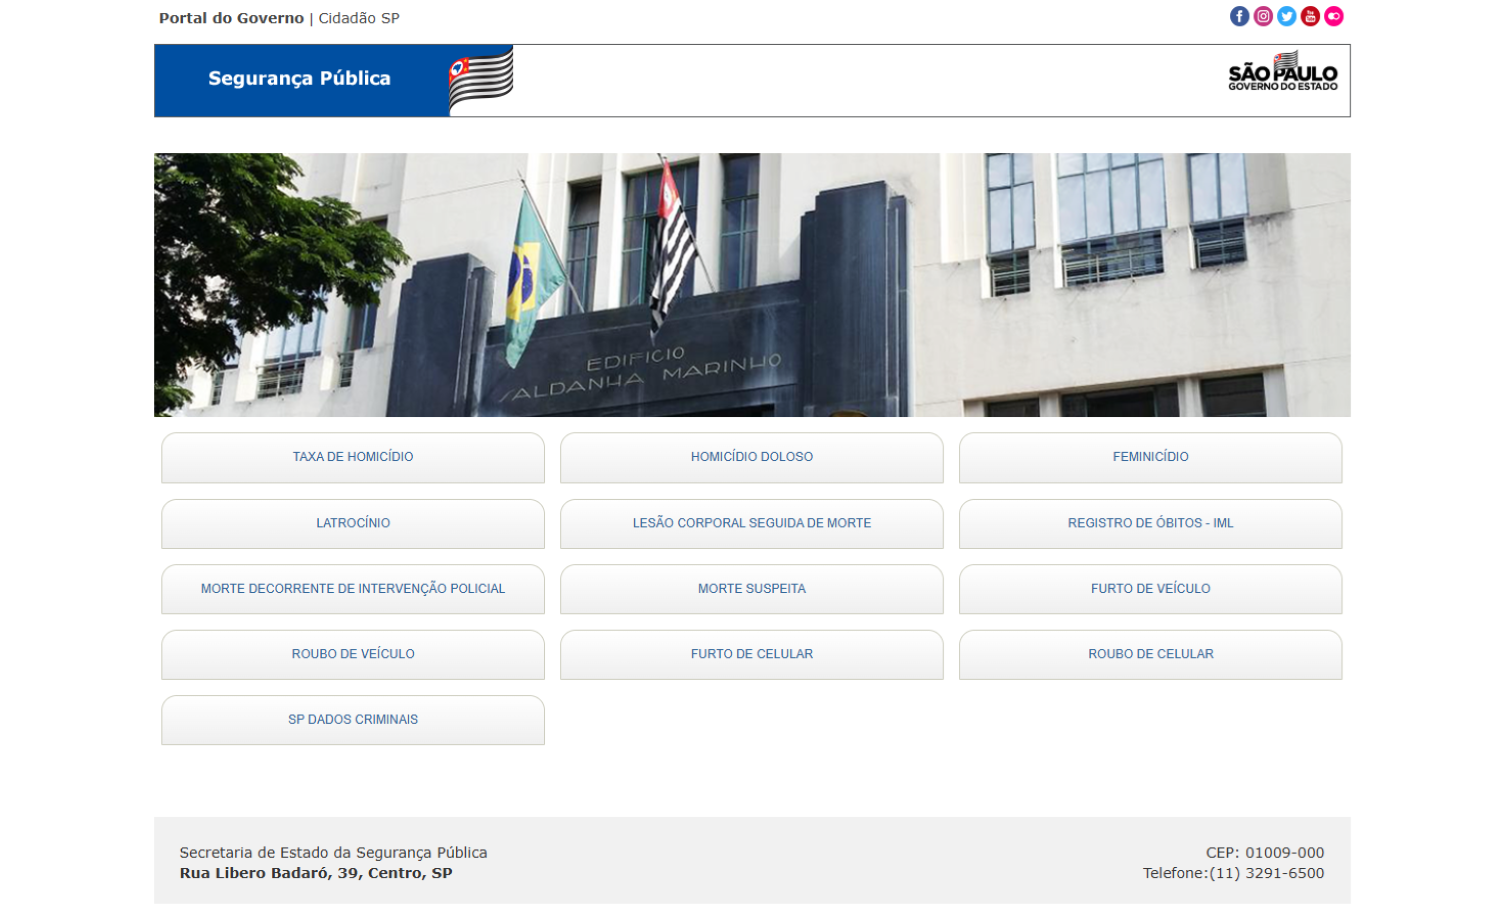 Portal do Governo | Cidadão SP
Segurança Pública
SÃO PAULO
GOVERNO DO ESTADO
EDIFICIO
SALDANHA MARINHO
TAXA DE HOMICÍDIO
HOMICÍDIO DOLOSO
FEMINICÍDIO
LATROCÍNIO
LESÃO CORPORAL SEGUIDA DE MORTE
REGISTRO DE ÓBITOS - IML
MORTE DECORRENTE DE INTERVENÇÃO POLICIAL
MORTE SUSPEITA
FURTO DE VEÍCULO
ROUBO DE VEÍCULO
FURTO DE CELULAR
ROUBO DE CELULAR
SP DADOS CRIMINAIS
Secretaria de Estado da Segurança Pública
Rua Libero Badaró, 39, Centro, SP
CEP: 01009-000
Telefone:(11) 3291-6500